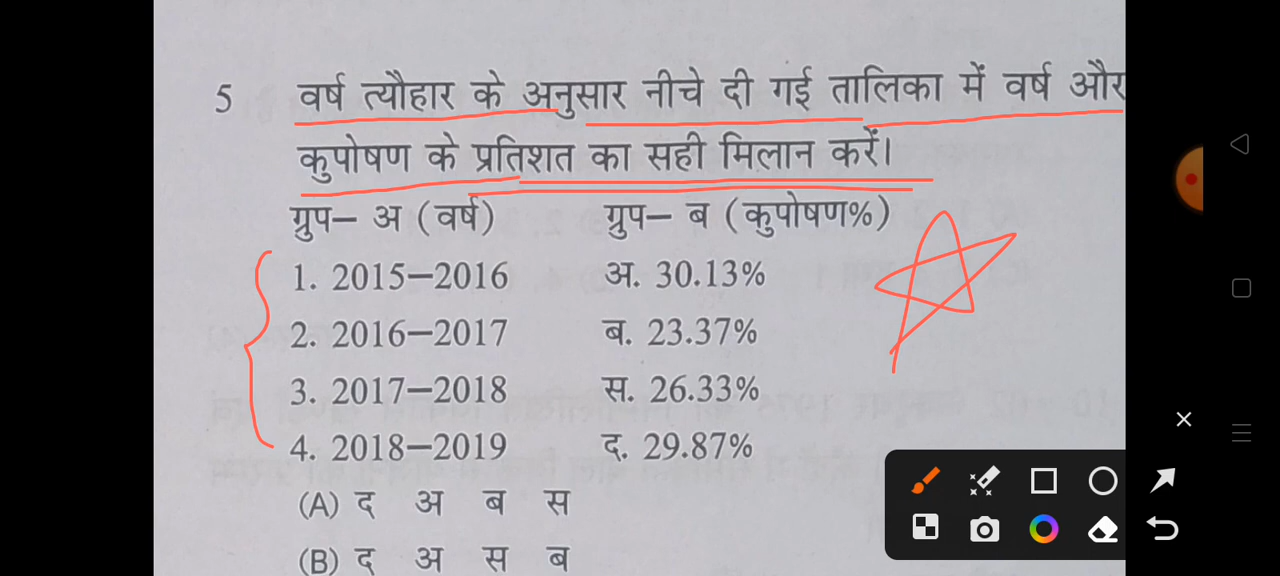 5 वर्ष त्यौहार के अनुसार नीचे दी गई तालिका में वर्ष और
कुपोषण के प्रतिशत का सही मिलान करें।
ग्रुप– अ (वर्ष) ग्रुप– ब (कुपोषण%)
1. 2015–2016 अ. 30.13%
2. 2016–2017 ब. 23.37%
3. 2017–2018 स. 26.33%
4. 2018–2019 द. 29.87%
(A) द अ ब स
(B) द अ स ब